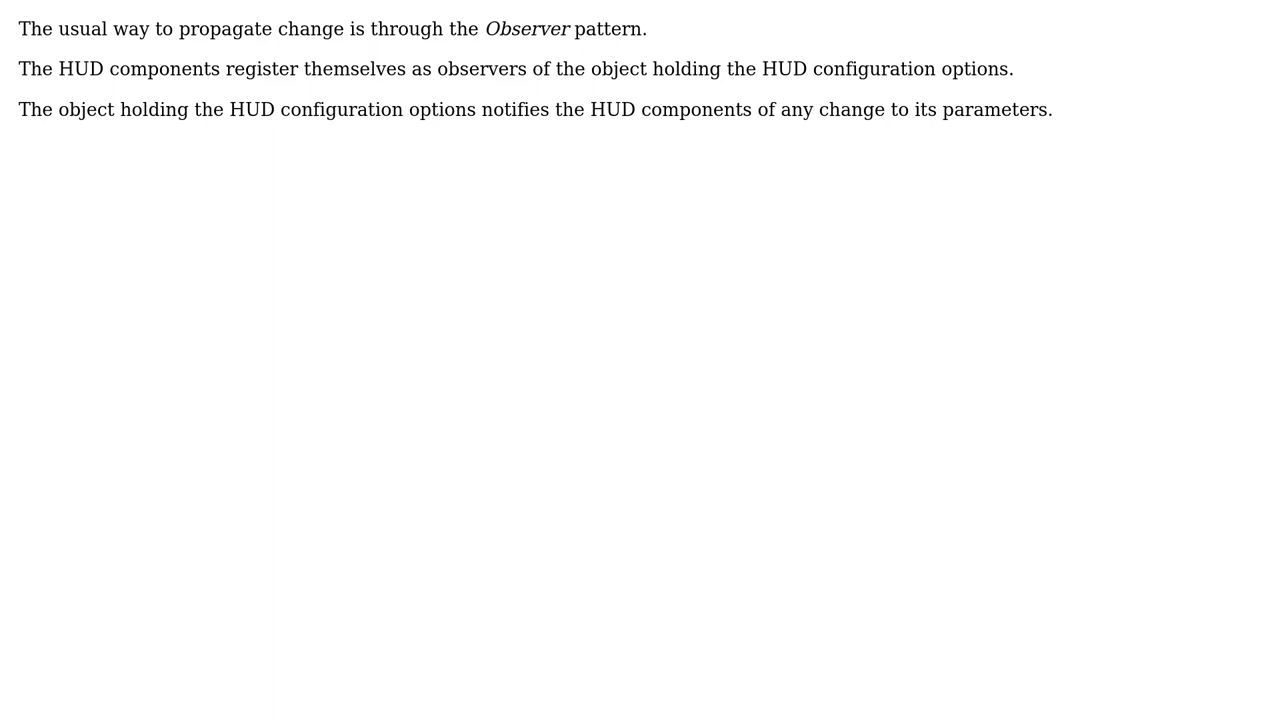 The usual way to propagate change is through the Observer pattern.
The HUD components register themselves as observers of the object holding the HUD configuration options.
The object holding the HUD configuration options notifies the HUD components of any change to its parameters.